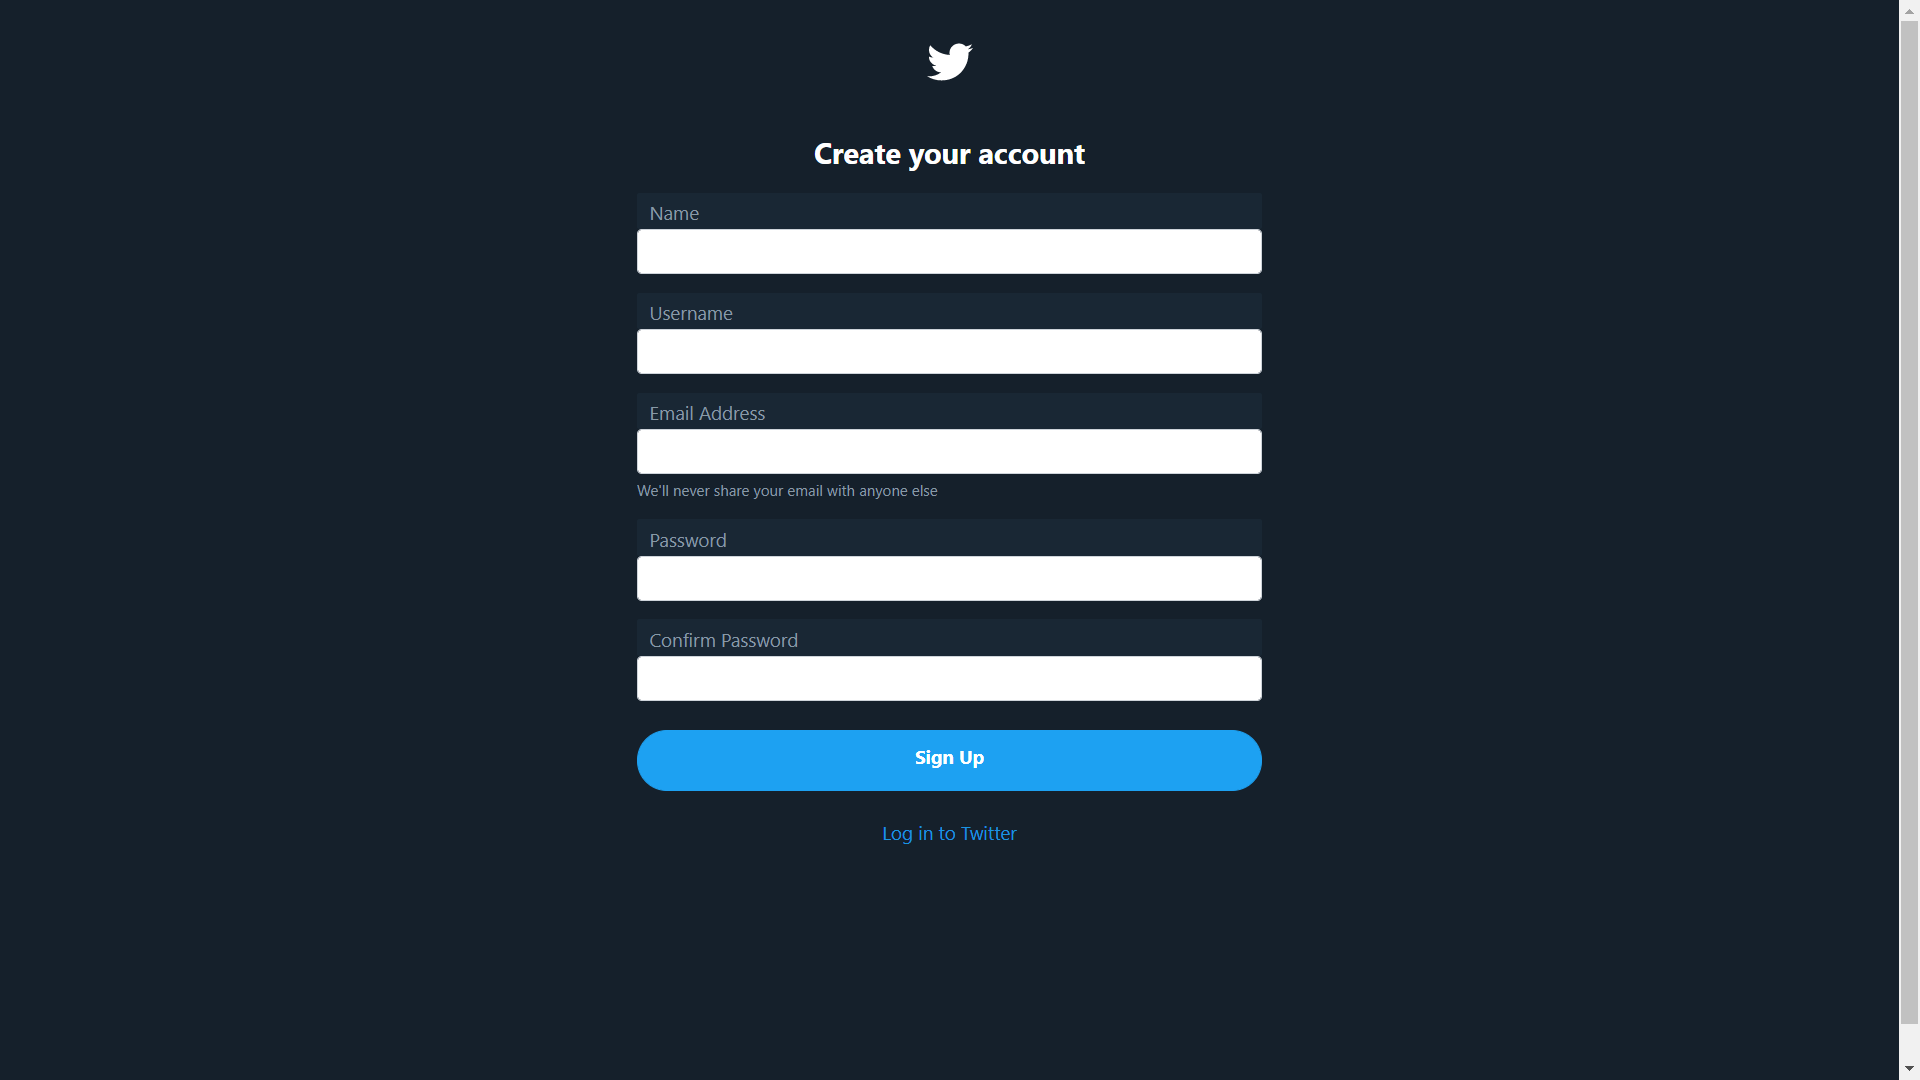 Create your account
Name
Username
Email Address
We'll never share your email with anyone else
Password
Confirm Password
Sign Up
Log in to Twitter